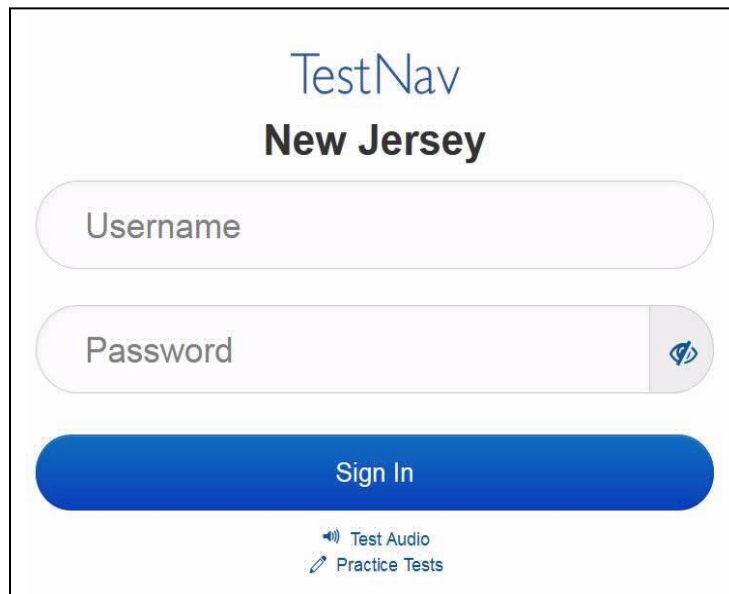 TestNav
New Jersey
Username
Password
Sign In
Test Audio
Practice Tests